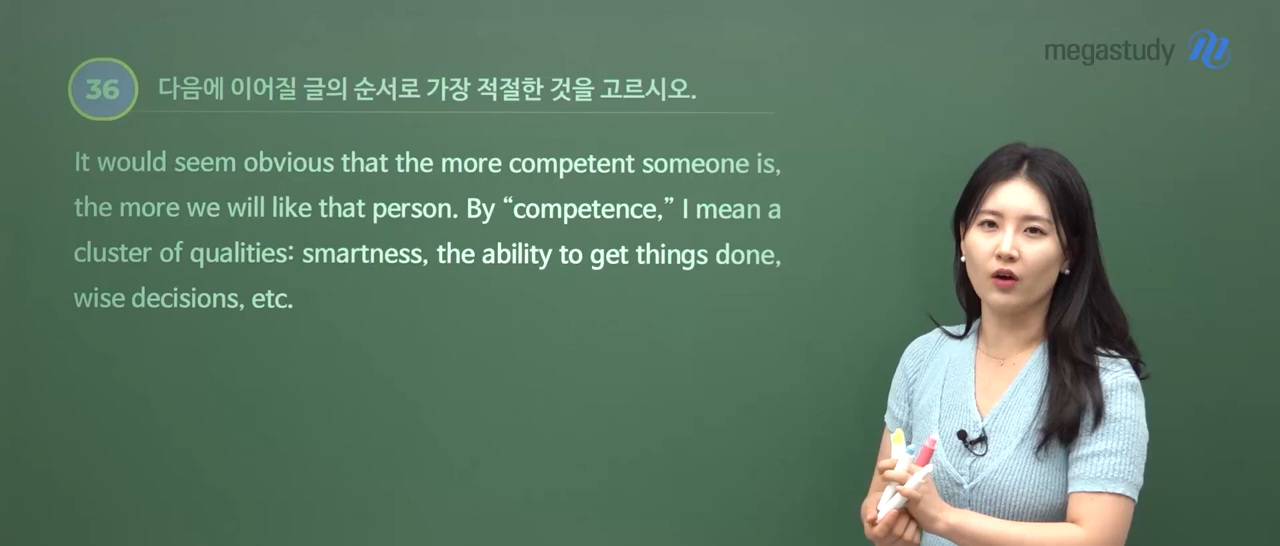 megastudy
36
다음에 이어질 글의 순서로 가장 적절한 것을 고르시오.
It would seem obvious that the more competent someone is,
the more we will like that person. By “competence,” I mean a
cluster of qualities: smartness, the ability to get things done,
wise decisions, etc.